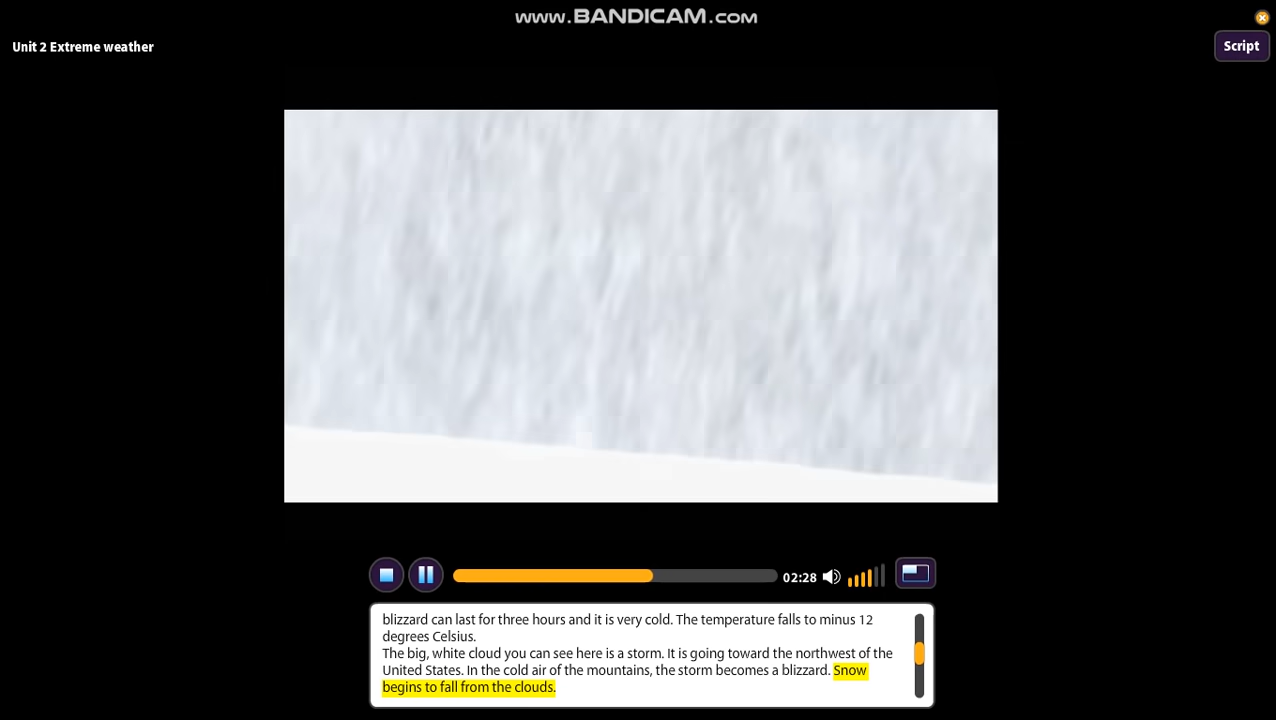 www.BANDICAM.com
Unit 2 Extreme weather
Script
02:28
blizzard can last for three hours and it is very cold. The temperature falls to minus 12
degrees Celsius.
The big, white cloud you can see here is a storm. It is going toward the northwest of the
United States. In the cold air of the mountains, the storm becomes a blizzard. Snow
begins to fall from the clouds.